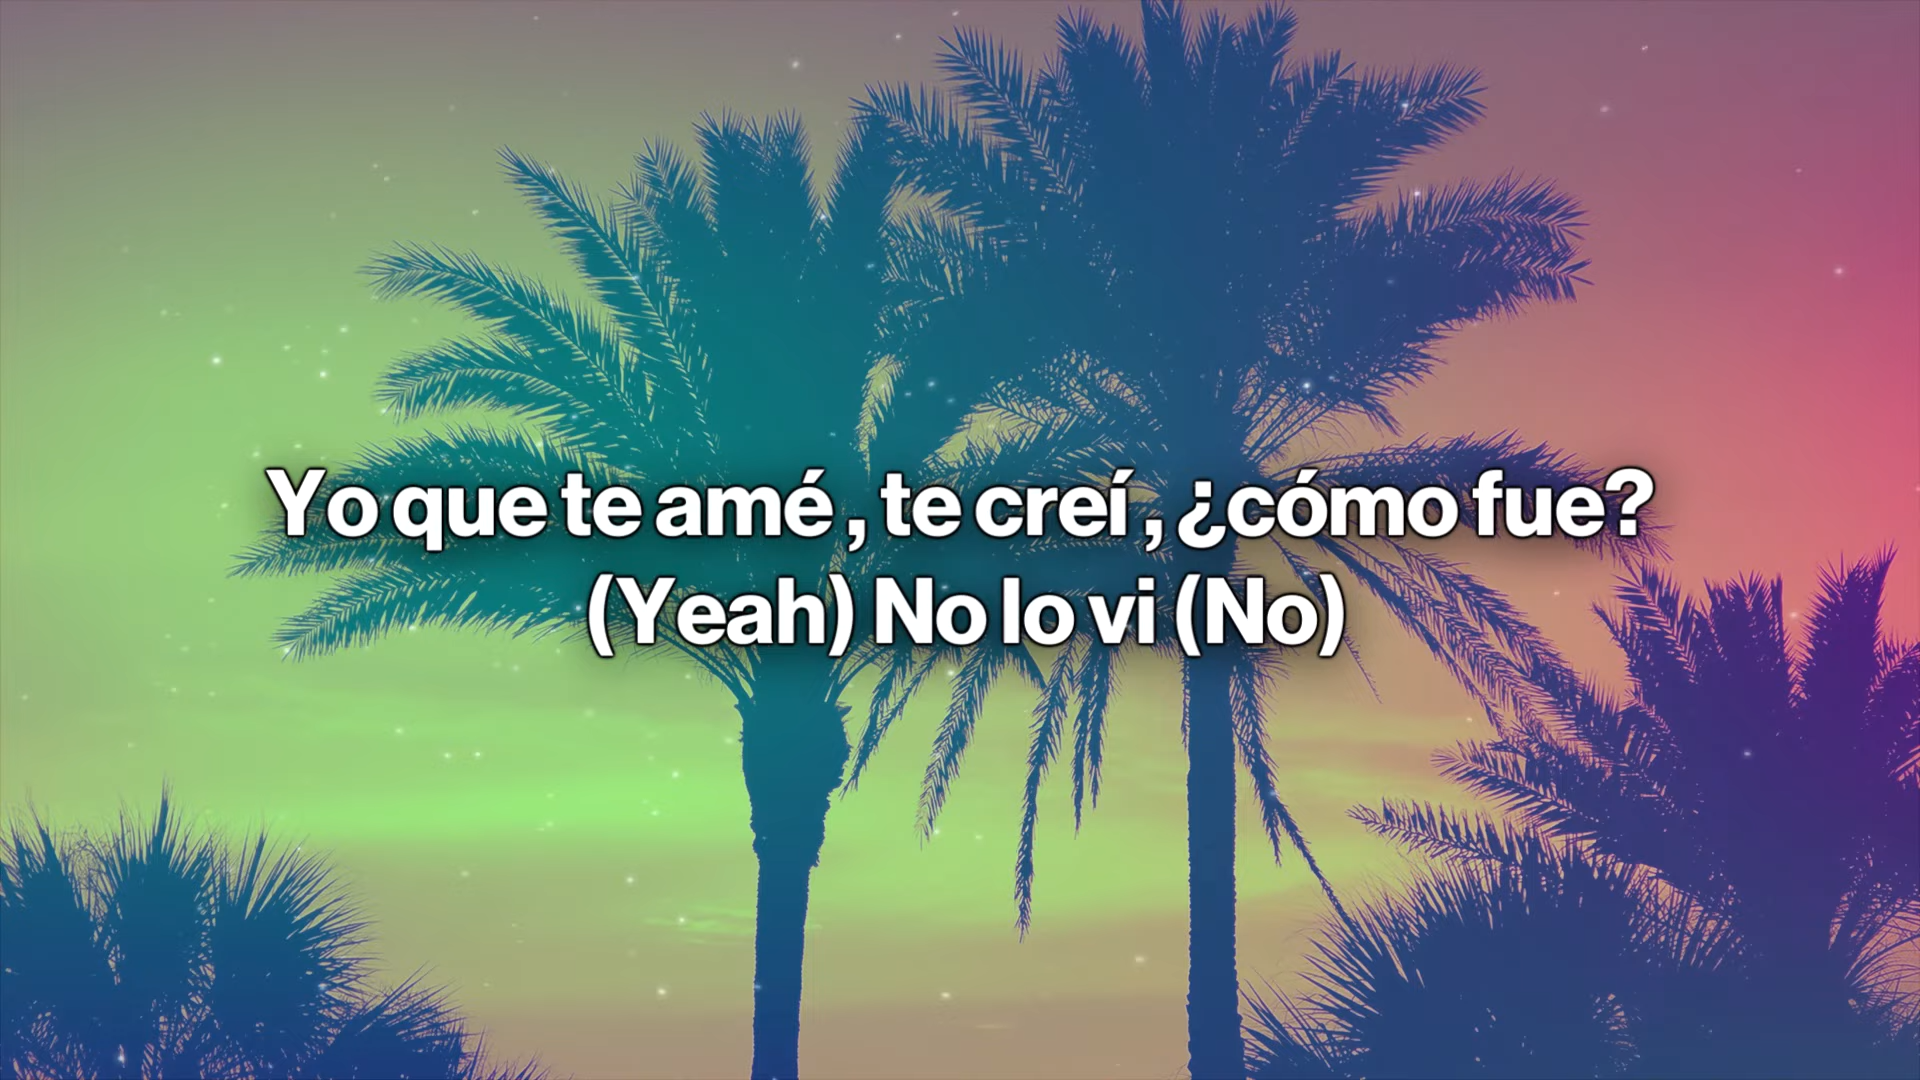 Yo que te amé, te creí, ¿cómo fue?
(Yeah) No lo vi (No)